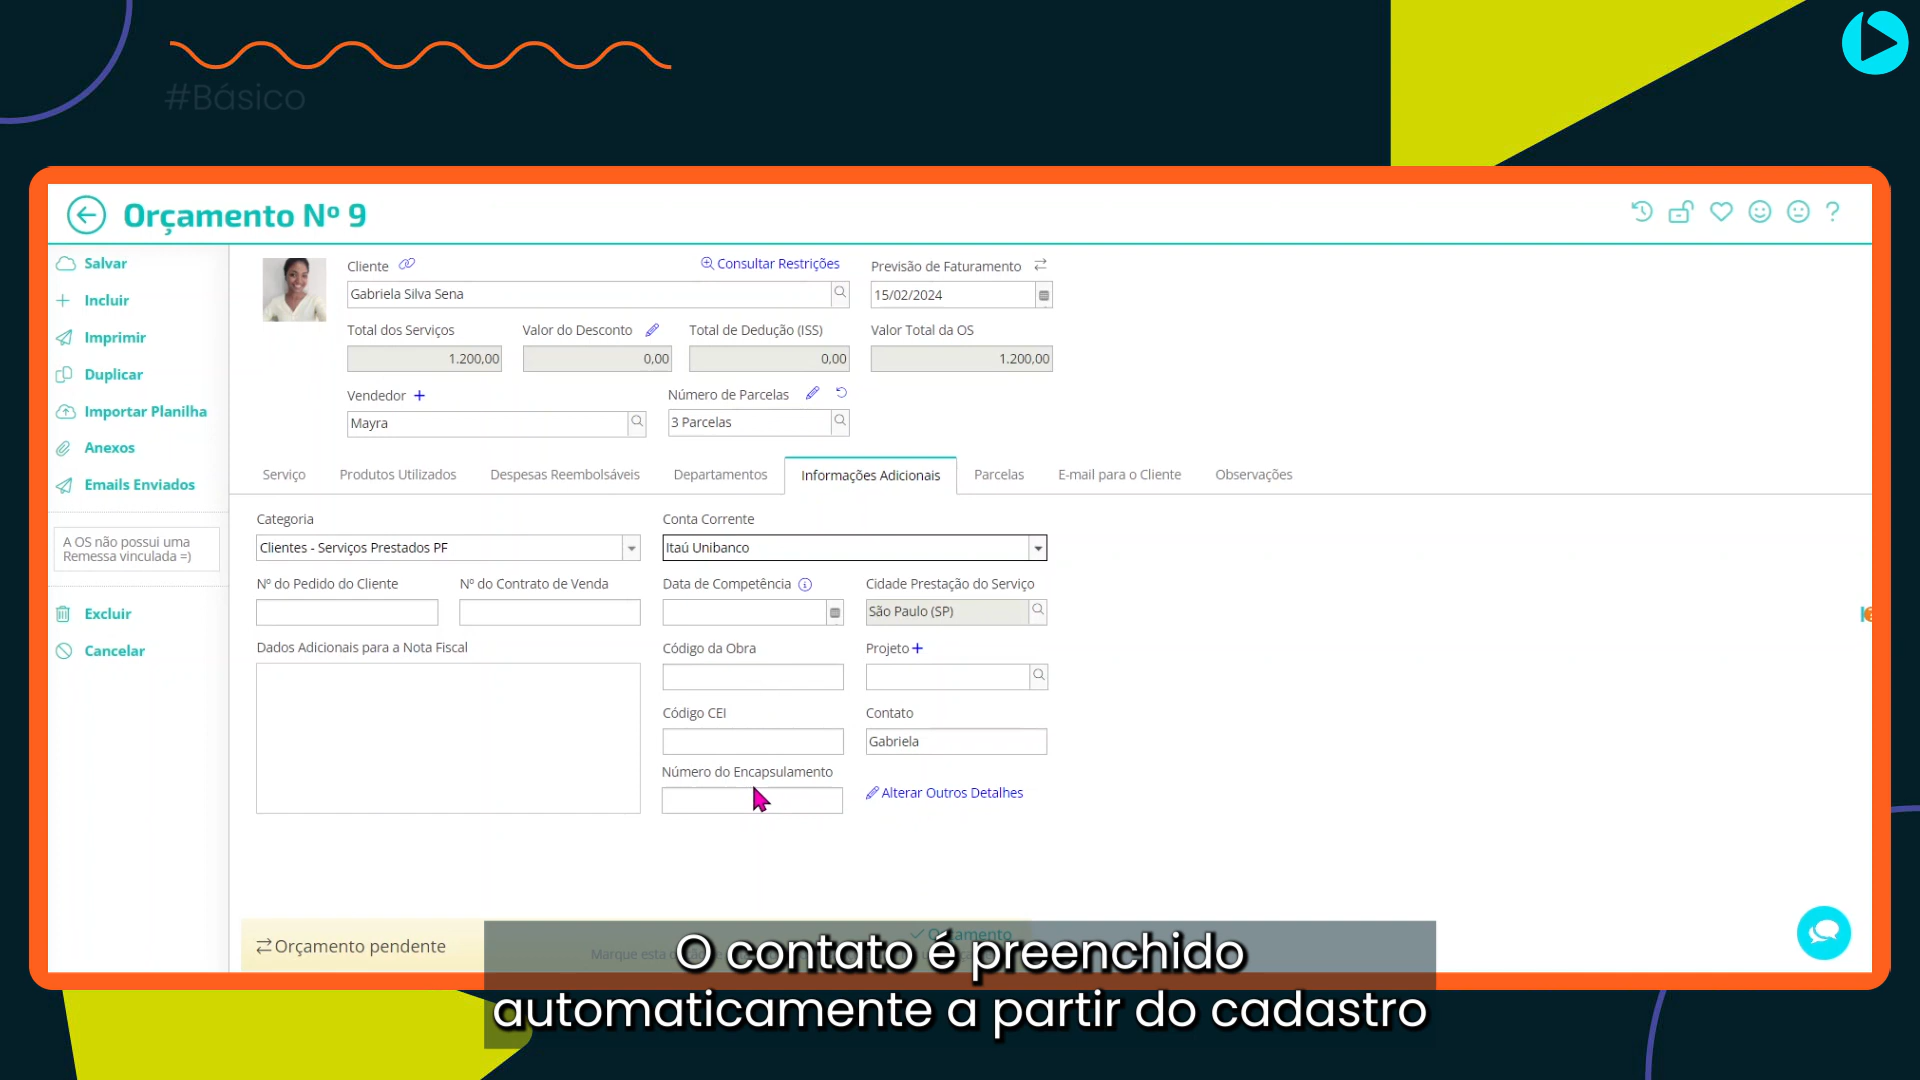 #Básico
Orçamento Nº 9
?
Salvar
Incluir
Imprimir
Duplicar
Importar Planilha
Anexos
Emails Enviados
A OS não possui uma
Remessa vinculada =)
Excluir
Cancelar
Cliente
Consultar Restrições
Previsão de Faturamento
Gabriela Silva Sena
15/02/2024
Total dos Serviços
Valor do Desconto
Total de Dedução (ISS)
Valor Total da OS
1.200,00
0,00
0,00
1.200,00
Vendedor
Número de Parcelas
Mayra
3 Parcelas
Serviço
Produtos Utilizados
Despesas Reembolsáveis
Departamentos
Informações Adicionais
Parcelas
E-mail para o Cliente
Observações
Categoria
Conta Corrente
Clientes - Serviços Prestados PF
Itaú Unibanco
Nº do Pedido do Cliente
Nº do Contrato de Venda
Data de Competência
Cidade Prestação do Serviço
São Paulo (SP)
Dados Adicionais para a Nota Fiscal
Código da Obra
Projeto
Código CEI
Contato
Gabriela
Número do Encapsulamento
Alterar Outros Detalhes
Orçamento pendente
Marque esta
O contato é preenchido
automaticamente a partir do cadastro